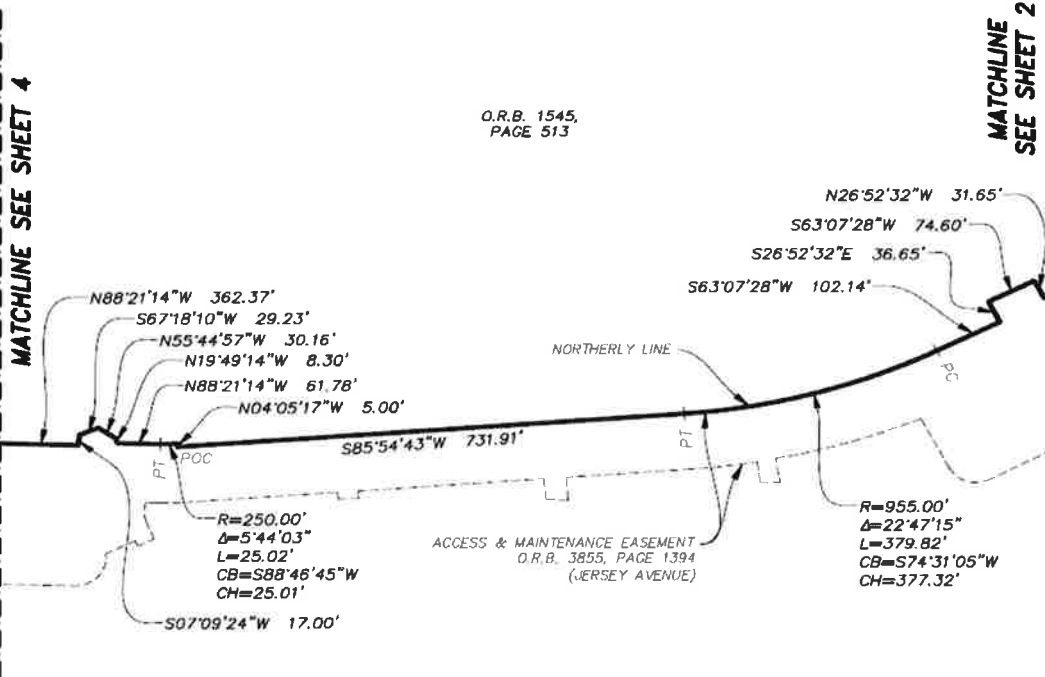 MATCHLINE SEE SHEET 4
MATCHLINE
SEE SHEET 2
O.R.B. 1545,
PAGE 513
N26°52'32"W 31.65'
S63°07'28"W 74.60'
S26°52'32"E 36.65'
S63°07'28"W 102.14'
N88°21'14"W 362.37'
S67°18'10"W 29.23'
N55°44'57"W 30.16'
N19°49'14"W 8.30'
N88°21'14"W 61.78'
N04°05'17"W 5.00'
NORTHERLY LINE
PC
PT
POC
S85°54'43"W 731.91'
PT
R=250.00'
Δ=5°44'03"
L=25.02'
CB=S88°46'45"W
CH=25.01'
ACCESS & MAINTENANCE EASEMENT
O.R.B. 3855, PAGE 1394
(JERSEY AVENUE)
R=955.00'
Δ=22°47'15"
L=379.82'
CB=S74°31'05"W
CH=377.32'
S07°09'24"W 17.00'